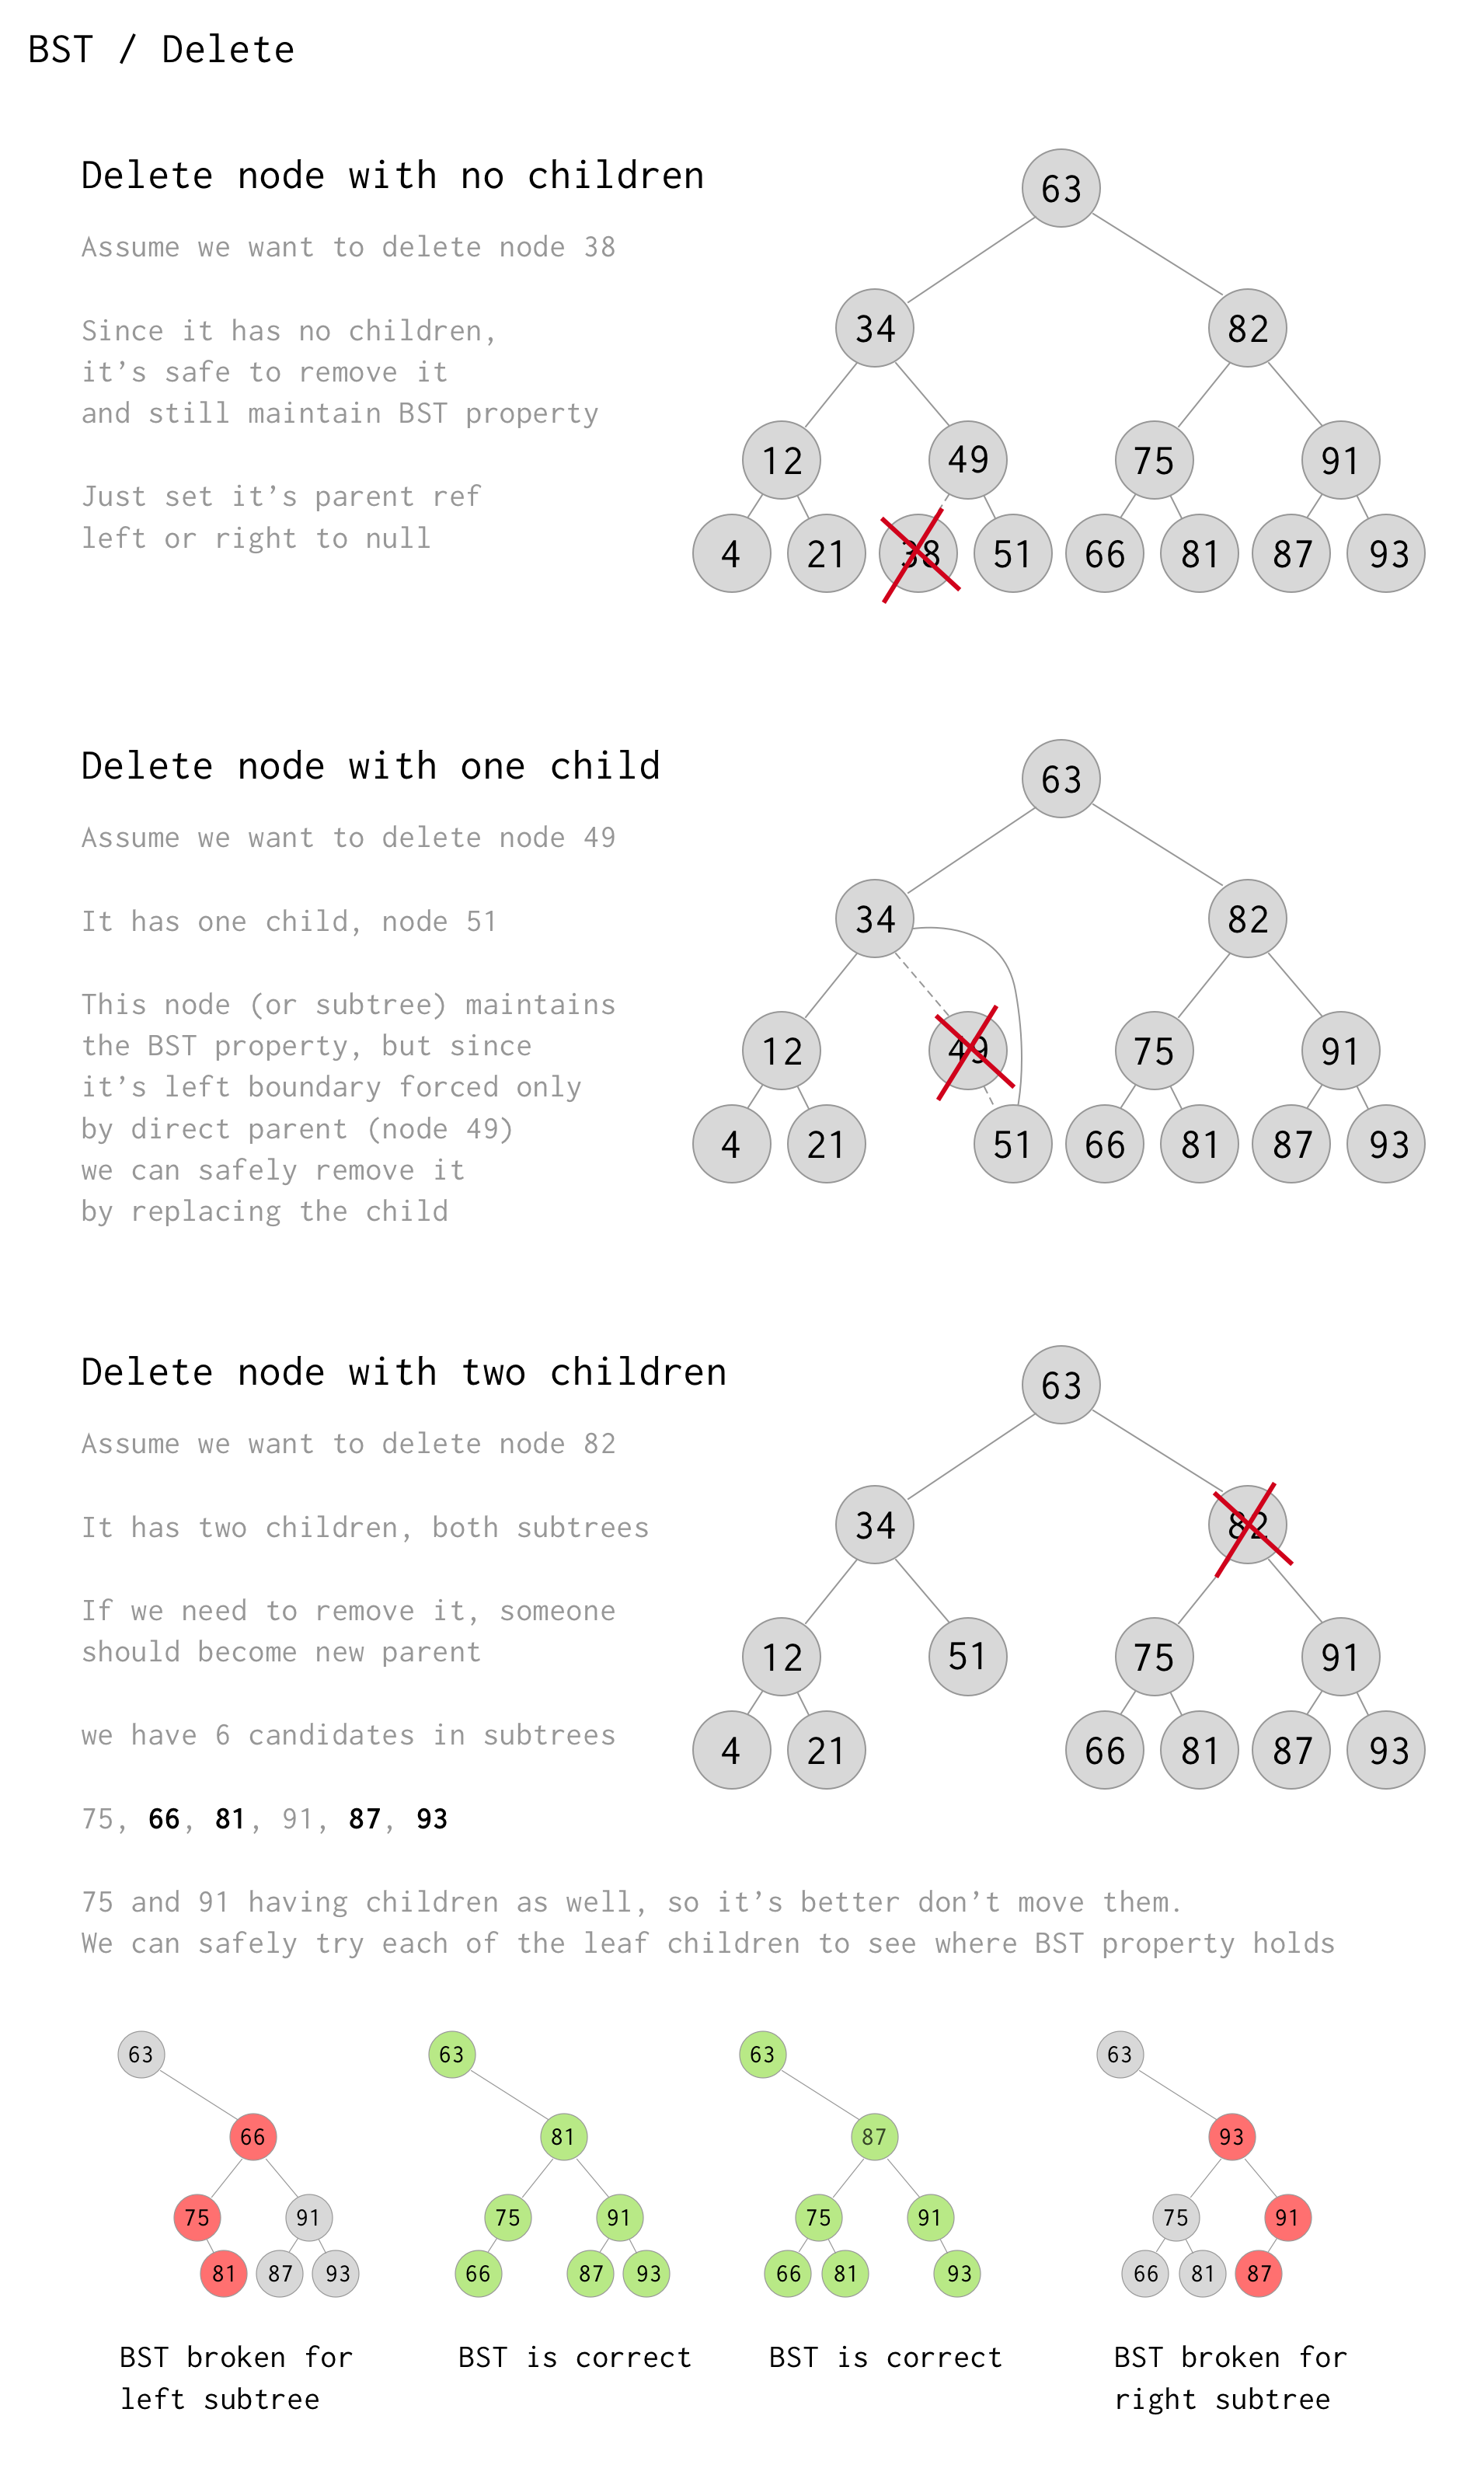 BST / Delete
Delete node with no children
Assume we want to delete node 38
Since it has no children,
it’s safe to remove it
and still maintain BST property
Just set it’s parent ref
left or right to null
63
34 82
12 49 75 91
4 21 38 51 66 81 87 93
Delete node with one child
Assume we want to delete node 49
It has one child, node 51
This node (or subtree) maintains
the BST property, but since
it’s left boundary forced only
by direct parent (node 49)
we can safely remove it
by replacing the child
63
34 82
12 49 75 91
4 21 51 66 81 87 93
Delete node with two children
Assume we want to delete node 82
It has two children, both subtrees
If we need to remove it, someone
should become new parent
we have 6 candidates in subtrees
75, 66, 81, 91, 87, 93
63
34 82
12 51 75 91
4 21 66 81 87 93
75 and 91 having children as well, so it’s better don’t move them.
We can safely try each of the leaf children to see where BST property holds
63
66
75 91
81 87 93
BST broken for
left subtree
63
81
75 91
66 87 93
BST is correct
63
87
75 91
66 81 93
BST is correct
63
93
75 91
66 81 87
BST broken for
right subtree